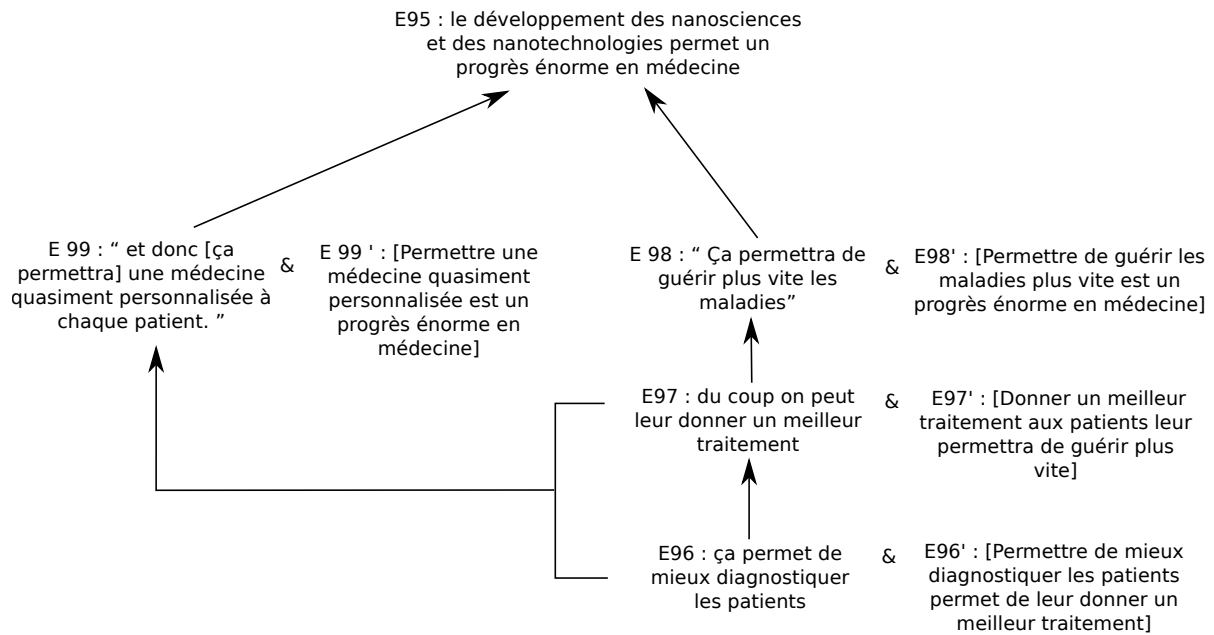 E95 : le développement des nanosciences
et des nanotechnologies permet un
progrès énorme en médecine
E 99 : “ et donc [ça
permettra] une médecine
quasiment personnalisée à
chaque patient. ”
&
E 99 ' : [Permettre une
médecine quasiment
personnalisée est un
progrès énorme en
médecine]
E 98 : “ Ça permettra de
guérir plus vite les
maladies”
&
E98' : [Permettre de guérir les
maladies plus vite est un
progrès énorme en médecine]
E97 : du coup on peut
leur donner un meilleur
traitement
&
E97' : [Donner un meilleur
traitement aux patients leur
permettra de guérir plus
vite]
E96 : ça permet de
mieux diagnostiquer
les patients
&
E96' : [Permettre de mieux
diagnostiquer les patients
permet de leur donner un
meilleur traitement]